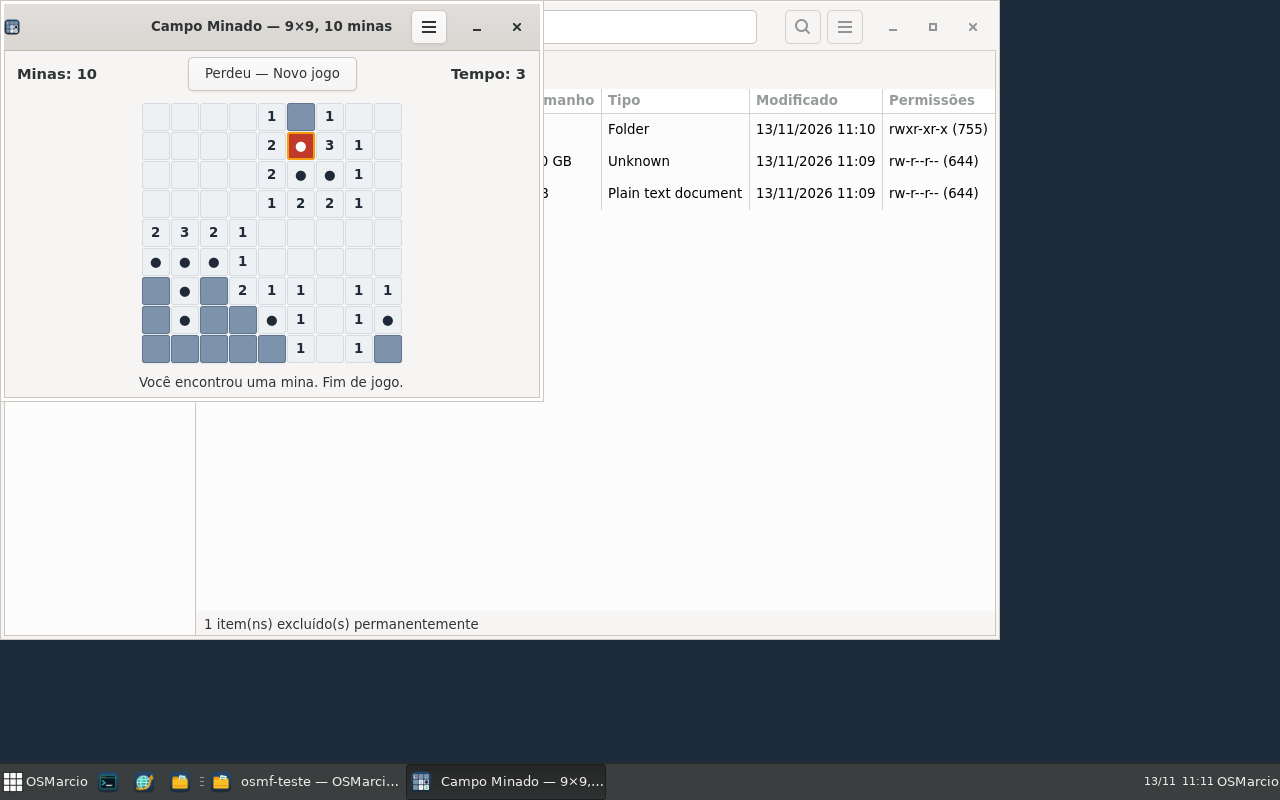 Campo Minado — 9×9, 10 minas
Minas: 10
Perdeu — Novo jogo
Tempo: 3
1 1
2 3 1
2 1
1 2 2 1
2 3 2 1
1
2 1 1 1 1
1 1
1 1
Você encontrou uma mina. Fim de jogo.
Tipo Modificado Permissões
Folder 13/11/2026 11:10 rwxr-xr-x (755)
GB Unknown 13/11/2026 11:09 rw-r--r-- (644)
Plain text document 13/11/2026 11:09 rw-r--r-- (644)
1 item(ns) excluído(s) permanentemente
OSMarcio osmf-teste — OSMarci... Campo Minado — 9×9,... 13/11 11:11 OSMarcio